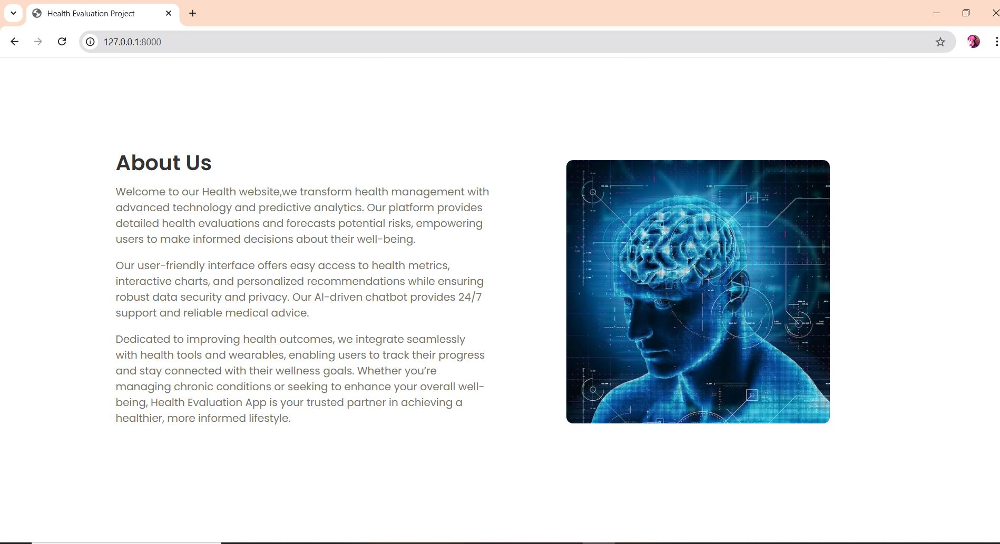 Health Evaluation Project
127.0.0.1:8000
About Us
Welcome to our Health website,we transform health management with
advanced technology and predictive analytics. Our platform provides
detailed health evaluations and forecasts potential risks, empowering
users to make informed decisions about their well-being.
Our user-friendly interface offers easy access to health metrics,
interactive charts, and personalized recommendations while ensuring
robust data security and privacy. Our AI-driven chatbot provides 24/7
support and reliable medical advice.
Dedicated to improving health outcomes, we integrate seamlessly
with health tools and wearables, enabling users to track their progress
and stay connected with their wellness goals. Whether you’re
managing chronic conditions or seeking to enhance your overall well-
being, Health Evaluation App is your trusted partner in achieving a
healthier, more informed lifestyle.